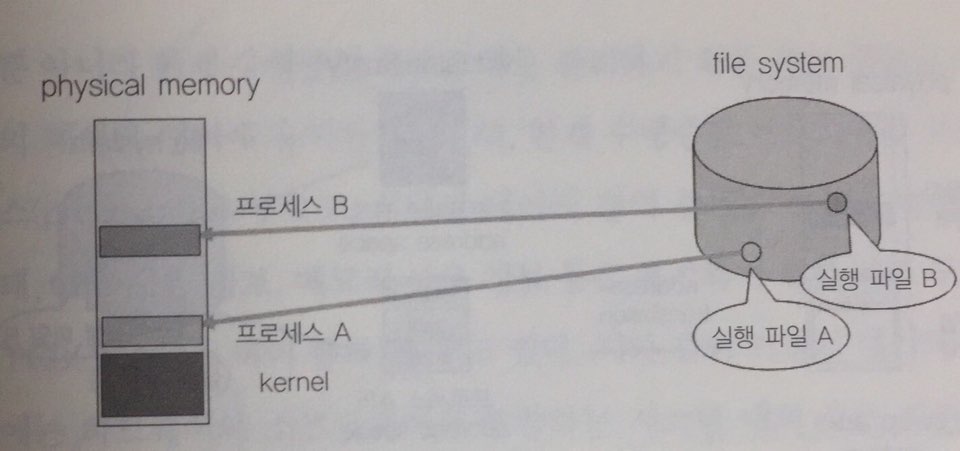 physical memory
file system
프로세스 B
실행 파일 B
프로세스 A
실행 파일 A
kernel